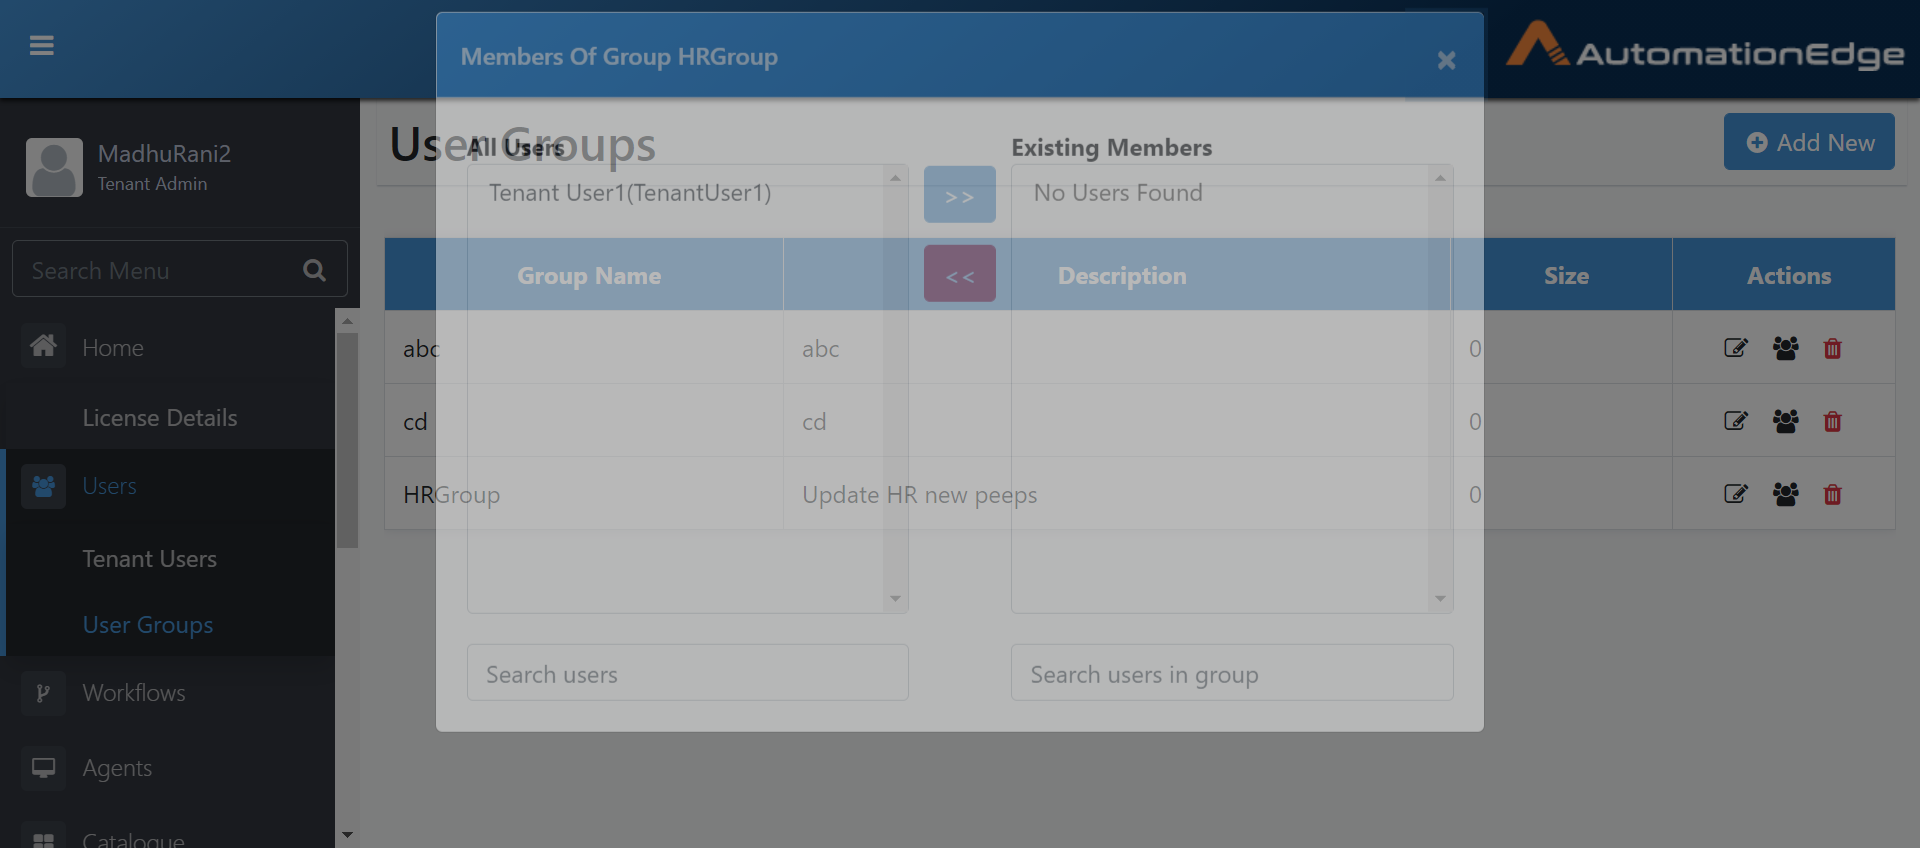 Members Of Group HRGroup
×
AutomationEdge
MadhuRani2
Tenant Admin
User Groups
All Users
Existing Members
Add New
Tenant User1(TenantUser1)
>>
No Users Found
Search Menu
Group Name
<<
Description
Size
Actions
Home
abc
abc
0
License Details
cd
cd
0
Users
HRGroup
Update HR new peeps
0
Tenant Users
User Groups
Search users
Search users in group
Workflows
Agents
Catalogue